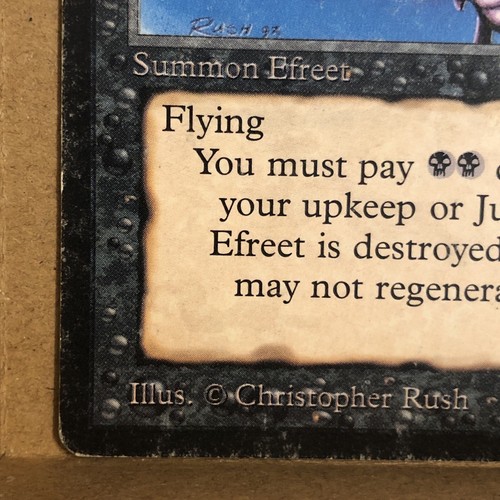 RUSH 93
Summon Efreet
Flying
You must pay
your upkeep or Ju
Efreet is destroyed
may not regenera
Illus. © Christopher Rush